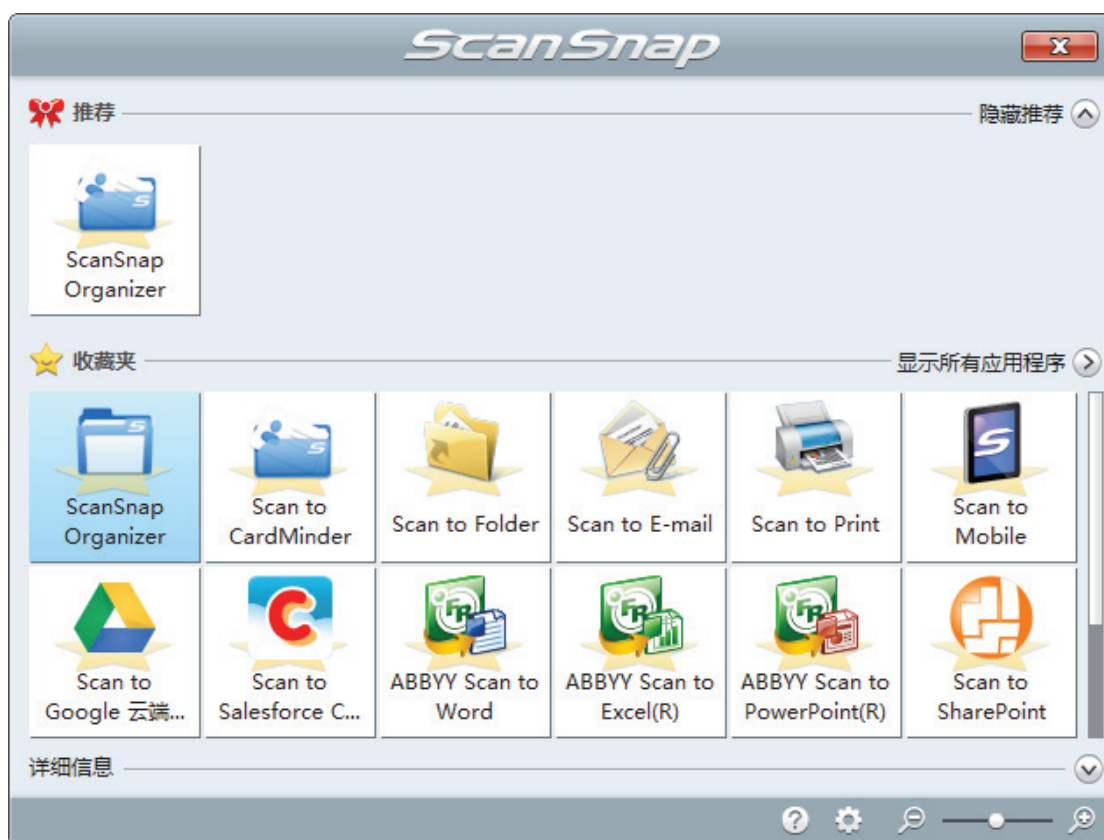 ScanSnap
推荐
隐藏推荐
ScanSnap
Organizer
收藏夹
显示所有应用程序
ScanSnap
Organizer
Scan to
CardMinder
Scan to Folder
Scan to E-mail
Scan to Print
Scan to
Mobile
Scan to
Google 云端...
Scan to
Salesforce C...
ABBYY Scan to
Word
ABBYY Scan to
Excel(R)
ABBYY Scan to
PowerPoint(R)
Scan to
SharePoint
详细信息